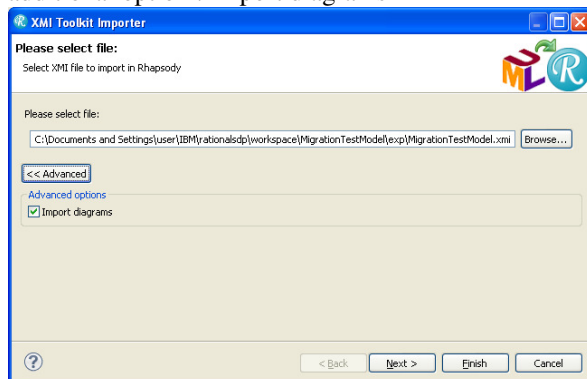 XMI Toolkit Importer
Please select file:
Select XMI file to import in Rhapsody
Please select file:
C:\Documents and Settings\user\IBM\rationalsdp\workspace\MigrationTestModel\exp\MigrationTestModel.xmi Browse...
<< Advanced
Advanced options
Import diagrams
? < Back Next > Finish Cancel